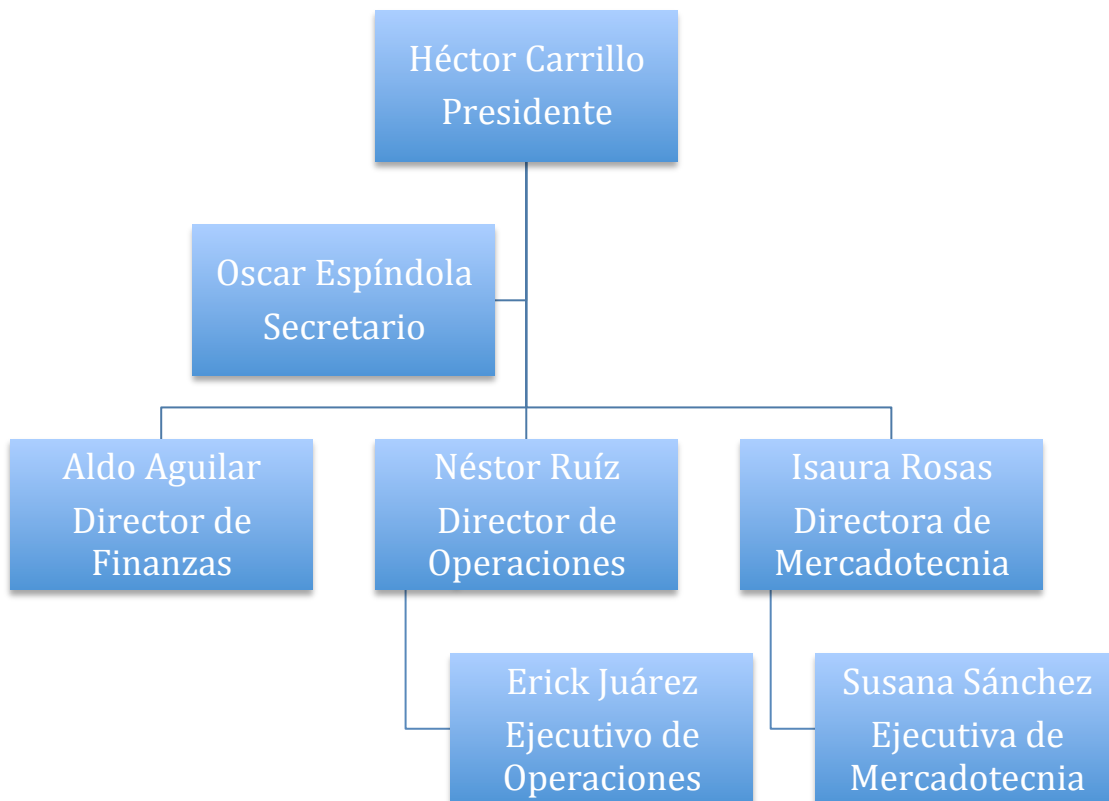 Héctor Carrillo
Presidente
Oscar Espíndola
Secretario
Aldo Aguilar
Director de
Finanzas
Néstor Ruíz
Director de
Operaciones
Isaura Rosas
Directora de
Mercadotecnia
Erick Juárez
Ejecutivo de
Operaciones
Susana Sánchez
Ejecutiva de
Mercadotecnia